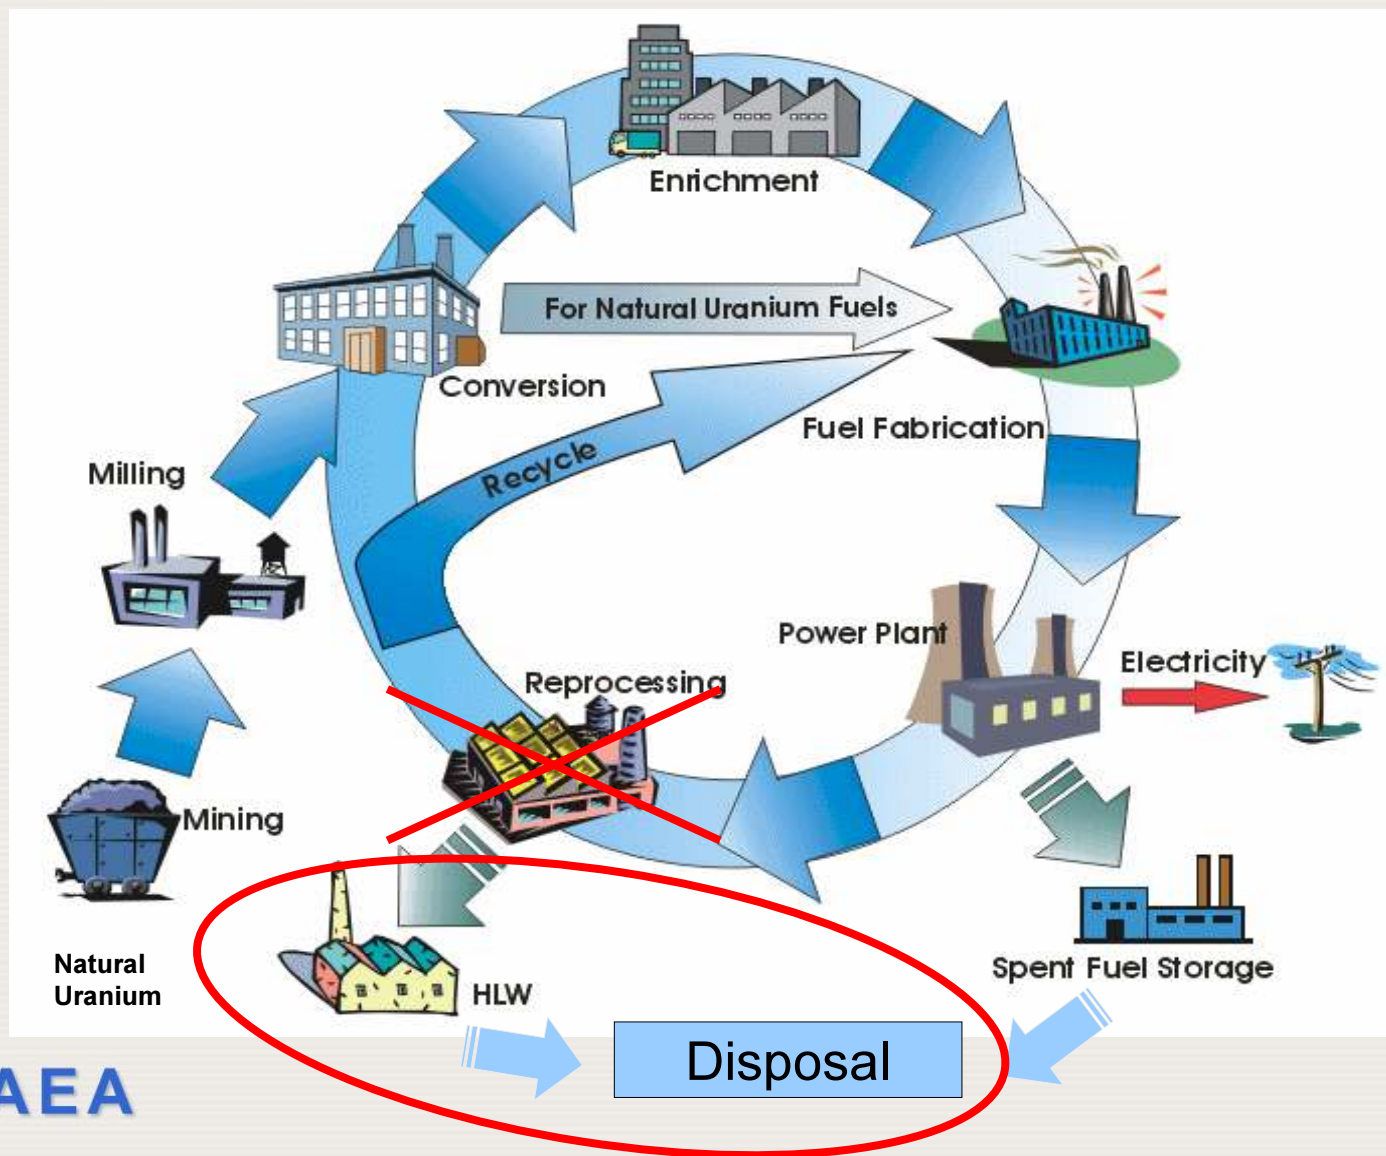 Enrichment
For Natural Uranium Fuels
Conversion
Fuel Fabrication
Recycle
Milling
Power Plant
Electricity
Reprocessing
Mining
Natural
Uranium
HLW
Spent Fuel Storage
Disposal
AEA